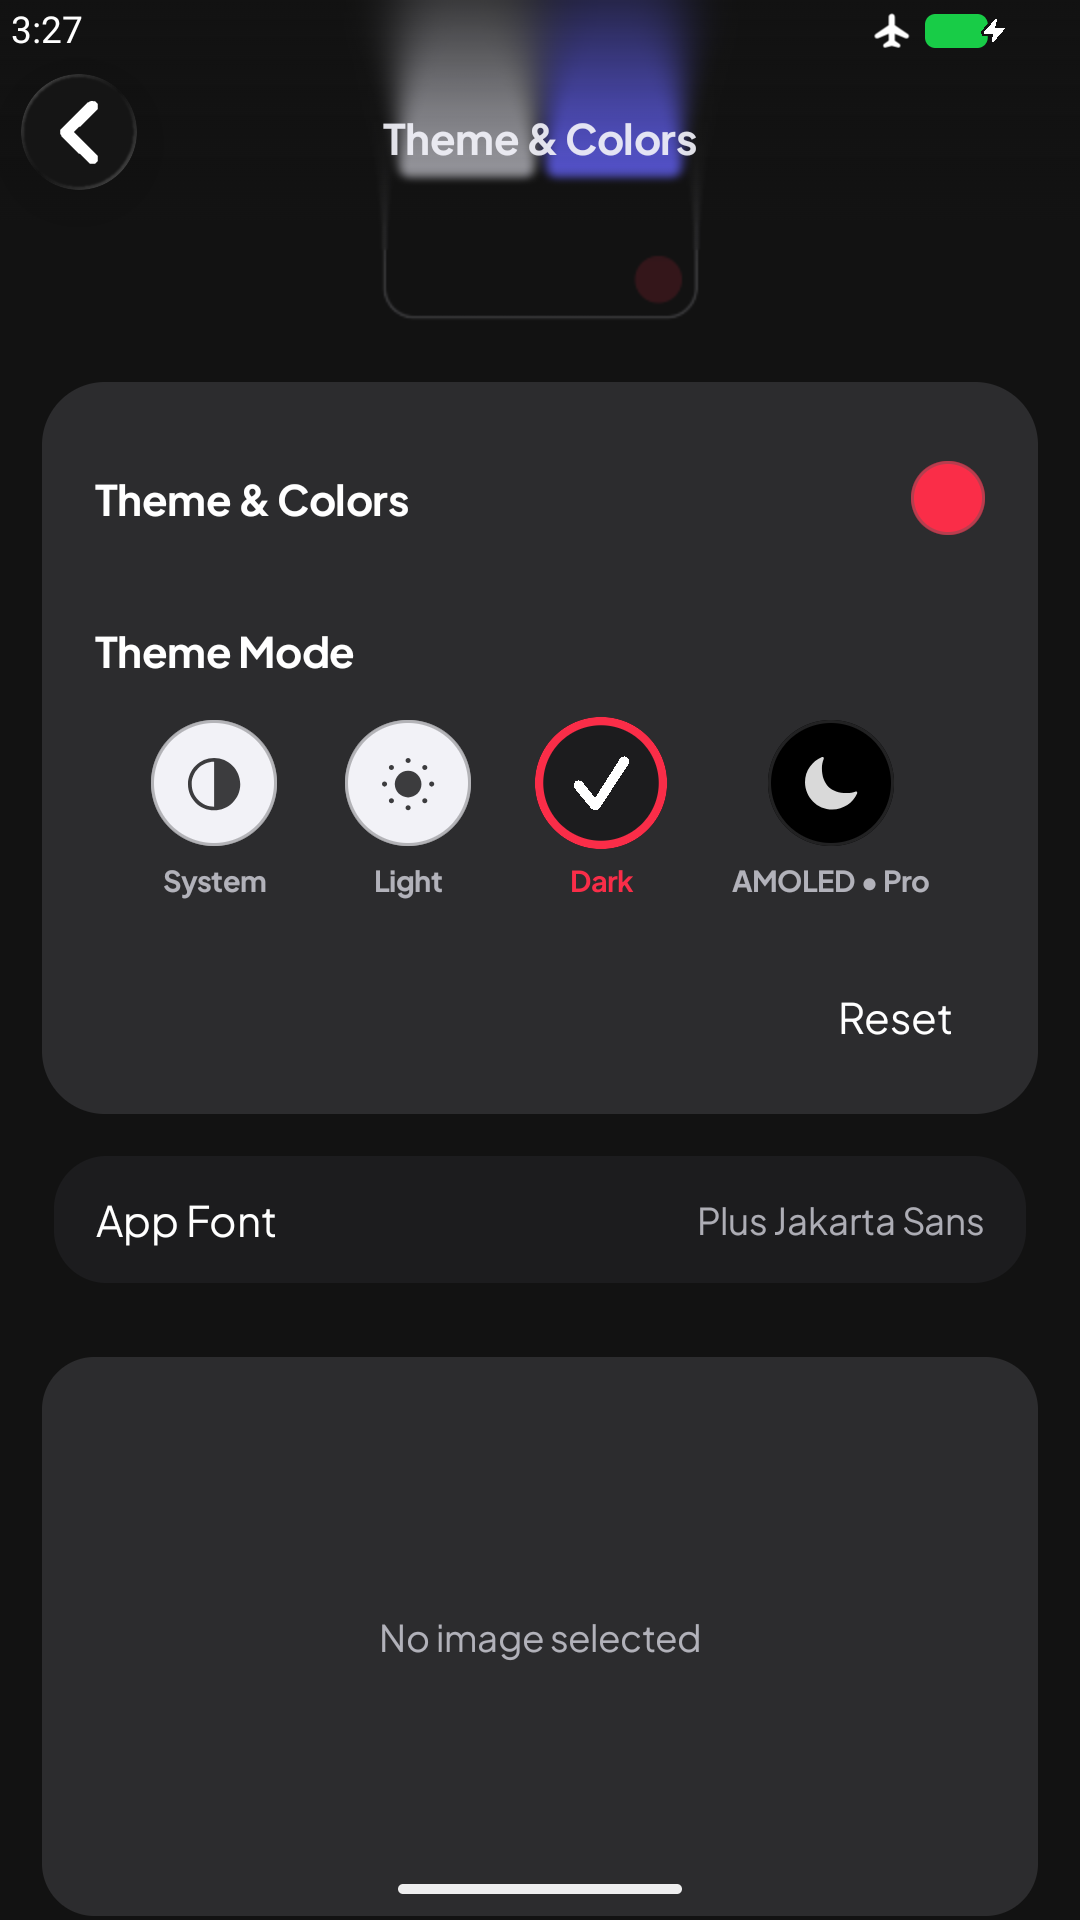 3:27
Theme & Colors
Theme & Colors
Theme Mode
System
Light
Dark
AMOLED • Pro
Reset
App Font
Plus Jakarta Sans
No image selected